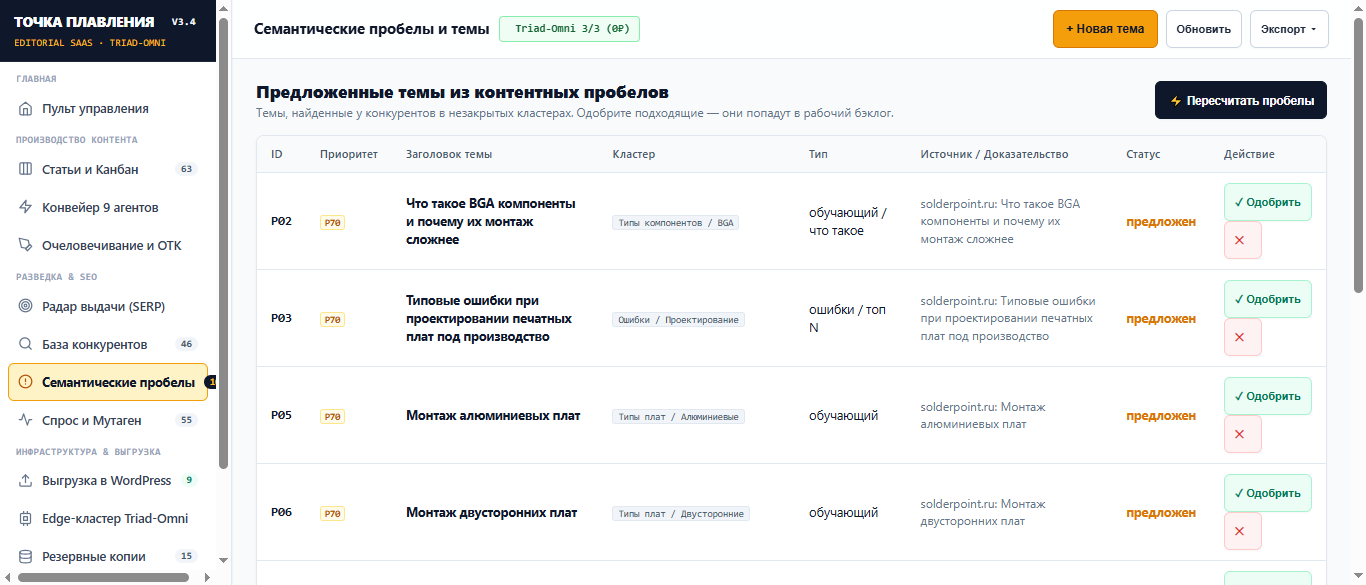 ТОЧКА ПЛАВЛЕНИЯ V3.4
EDITORIAL SAAS · TRIAD-OMNI
ГЛАВНАЯ
Пульт управления
ПРОИЗВОДСТВО КОНТЕНТА
Статьи и Канбан 63
Конвейер 9 агентов
Очеловечивание и ОТК
РАЗВЕДКА & SEO
Радар выдачи (SERP)
База конкурентов 46
Семантические пробелы
Спрос и Мутаген 55
ИНФРАСТРУКТУРА & ВЫГРУЗКА
Выгрузка в WordPress 9
Edge-кластер Triad-Omni
Резервные копии 15
Семантические пробелы и темы Triad-Omni 3/3 (0₽) + Новая тема Обновить Экспорт
Предложенные темы из контентных пробелов
Темы, найденные у конкурентов в незакрытых кластерах. Одобрите подходящие — они попадут в рабочий бэклог.
⚡ Пересчитать пробелы
ID Приоритет Заголовок темы Кластер Тип Источник / Доказательство Статус Действие
P02 P70
Что такое BGA компоненты
и почему их монтаж
сложнее
Типы компонентов / BGA
обучающий /
что такое
solderpoint.ru: Что такое BGA
компоненты и почему их
монтаж сложнее
предложен
✓ Одобрить
✕
P03 P70
Типовые ошибки при
проектировании печатных
плат под производство
Ошибки / Проектирование
ошибки / топ
N
solderpoint.ru: Типовые ошибки
при проектировании печатных
плат под производство
предложен
✓ Одобрить
✕
P05 P70
Монтаж алюминиевых плат
Типы плат / Алюминиевые
обучающий
solderpoint.ru: Монтаж
алюминиевых плат
предложен
✓ Одобрить
✕
P06 P70
Монтаж двусторонних плат
Типы плат / Двусторонние
обучающий
solderpoint.ru: Монтаж
двусторонних плат
предложен
✓ Одобрить
✕